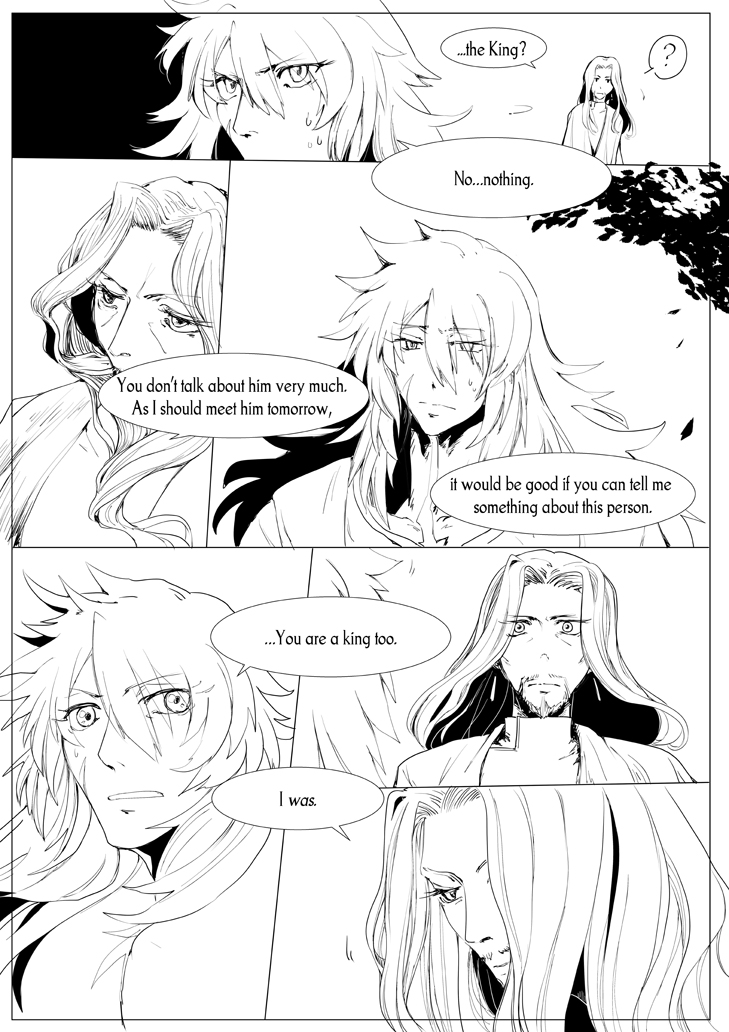 ...the King?
?
No...nothing.
You don't talk about him very much.
As I should meet him tomorrow,
it would be good if you can tell me
something about this person.
...You are a king too.
I was.